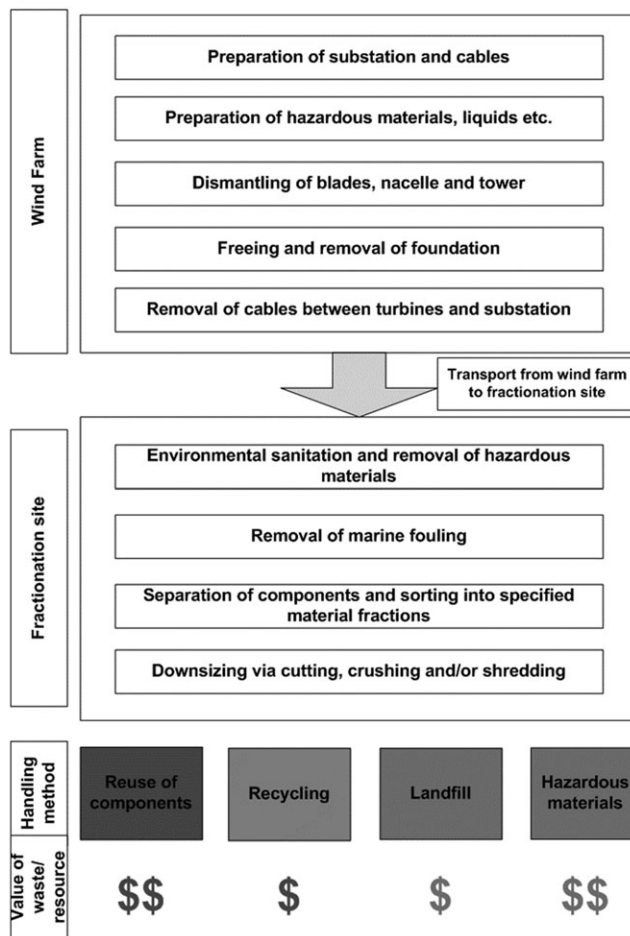 Wind Farm
Preparation of substation and cables
Preparation of hazardous materials, liquids etc.
Dismantling of blades, nacelle and tower
Freeing and removal of foundation
Removal of cables between turbines and substation
Transport from wind farm
to fractionation site
Fractionation site
Environmental sanitation and removal of hazardous
materials
Removal of marine fouling
Separation of components and sorting into specified
material fractions
Downsizing via cutting, crushing and/or shredding
Handling
method
Reuse of
components
Recycling
Landfill
Hazardous
materials
Value of
waste/
resource
$$
$
$
$$